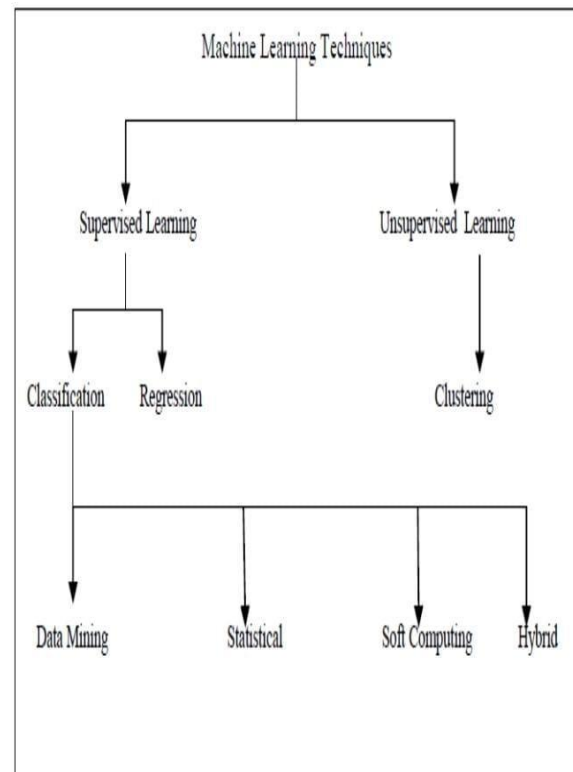 Machine Learning Techniques
Supervised Learning
Unsupervised Learning
Classification
Regression
Clustering
Data Mining
Statistical
Soft Computing
Hybrid